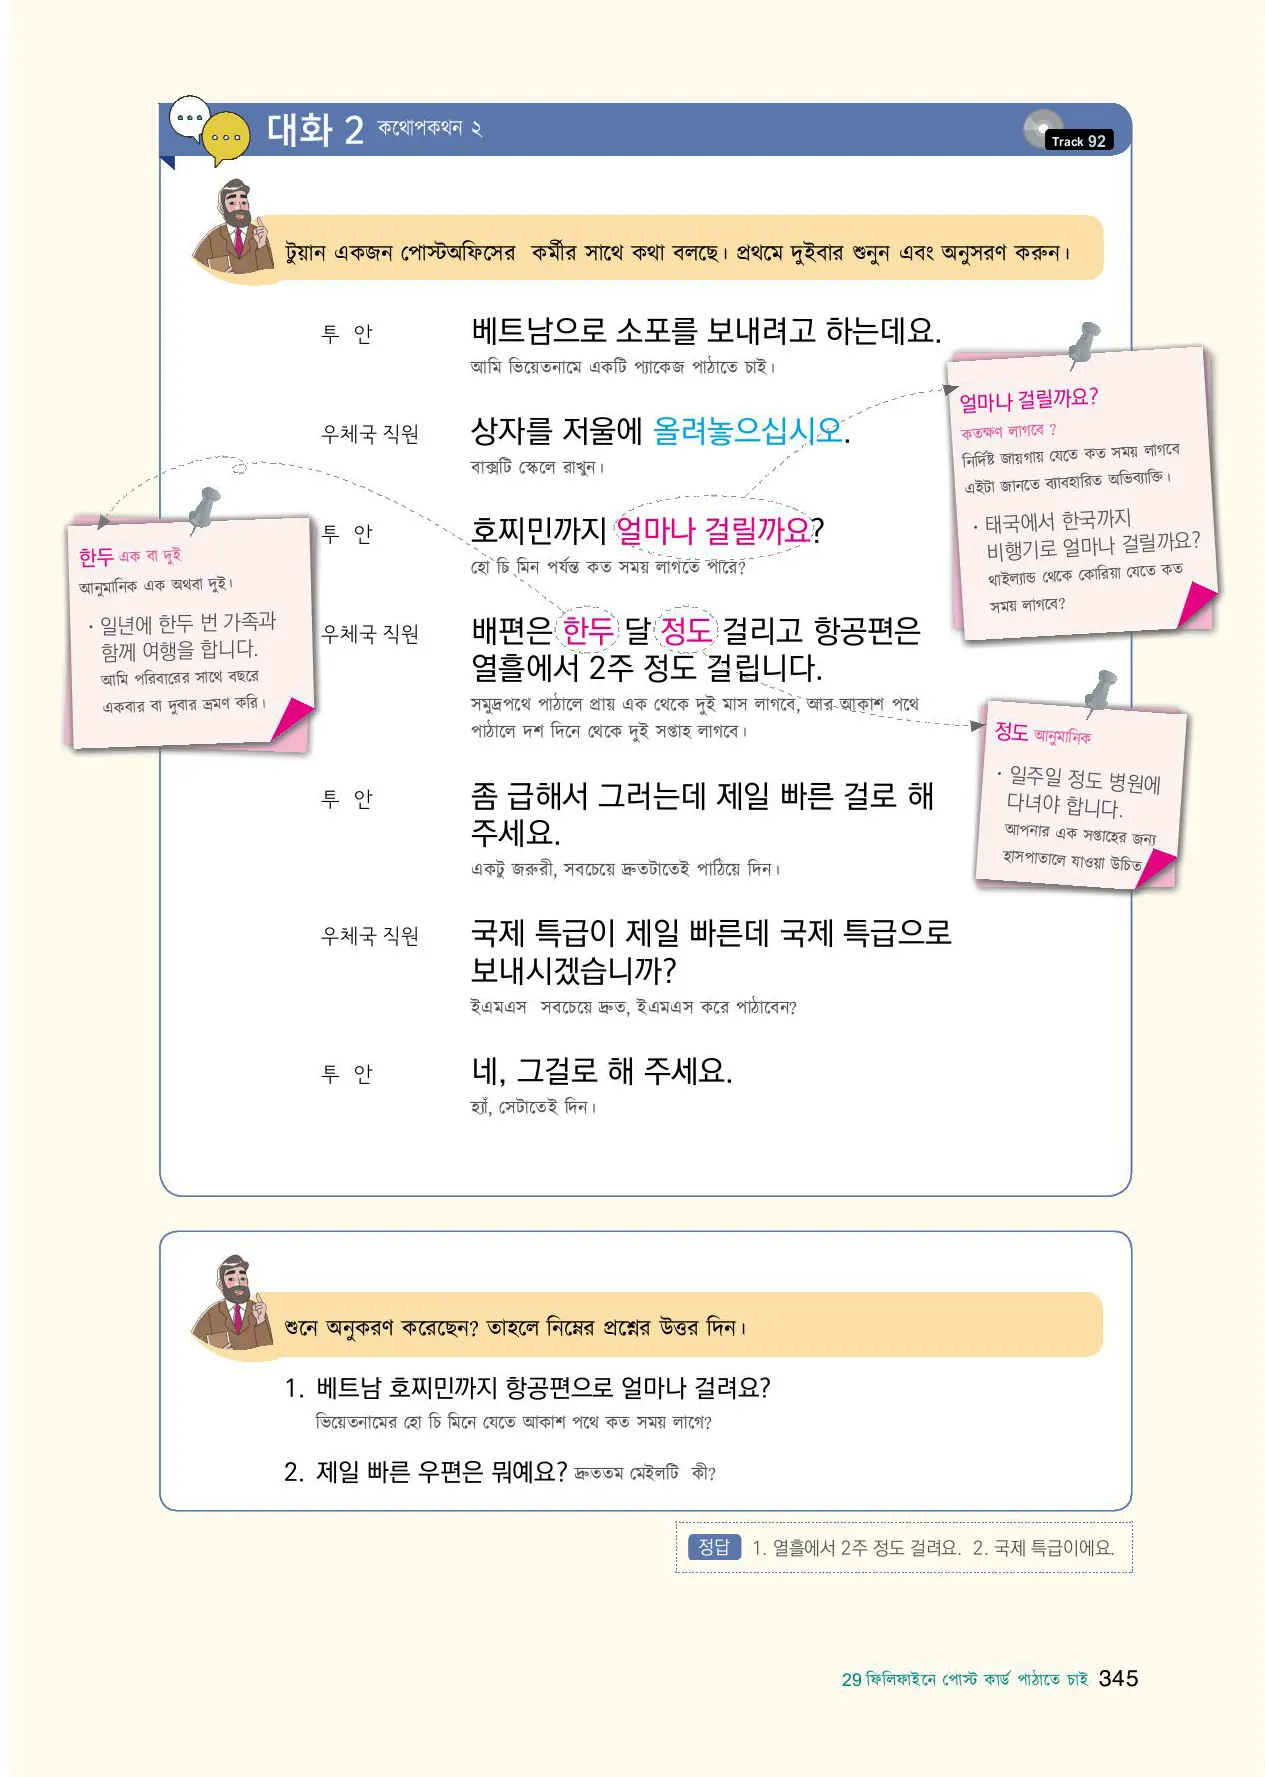 대화 2 কথোপকথন ২
Track 92
টুয়ান একজন পোস্টঅফিসের কর্মীর সাথে কথা বলছে। প্রথমে দুইবার শুনুন এবং অনুসরণ করুন।
투 안 베트남으로 소포를 보내려고 하는데요.
আমি ভিয়েতনামে একটি প্যাকেজ পাঠাতে চাই।
우체국 직원 상자를 저울에 올려놓으십시오.
বাক্সটি স্কেলে রাখুন।
투 안 호찌민까지 얼마나 걸릴까요?
হো চি মিন পর্যন্ত কত সময় লাগতে পারে?
우체국 직원 배편은 한두 달 정도 걸리고 항공편은
열흘에서 2주 정도 걸립니다.
সমুদ্রপথে পাঠালে প্রায় এক থেকে দুই মাস লাগবে, আর আকাশ পথে
পাঠালে দশ দিনে থেকে দুই সপ্তাহ লাগবে।
투 안 좀 급해서 그러는데 제일 빠른 걸로 해
주세요.
একটু জরুরী, সবচেয়ে দ্রুতটাতেই পাঠিয়ে দিন।
우체국 직원 국제 특급이 제일 빠른데 국제 특급으로
보내시겠습니까?
ইএমএস সবচেয়ে দ্রুত, ইএমএস করে পাঠাবেন?
투 안 네, 그걸로 해 주세요.
হ্যাঁ, সেটাতেই দিন।
얼마나 걸릴까요?
কতক্ষণ লাগবে ?
নির্দিষ্ট জায়গায় যেতে কত সময় লাগবে
এইটা জানতে ব্যাবহারিত অভিব্যাক্তি।
· 태국에서 한국까지
비행기로 얼마나 걸릴까요?
থাইল্যান্ড থেকে কোরিয়া যেতে কত
সময় লাগবে?
한두 এক বা দুই
আনুমানিক এক অথবা দুই।
· 일년에 한두 번 가족과
함께 여행을 합니다.
আমি পরিবারের সাথে বছরে
একবার বা দুবার ভ্রমণ করি।
정도 আনুমানিক
· 일주일 정도 병원에
다녀야 합니다.
আপনার এক সপ্তাহের জন্য
হাসপাতালে যাওয়া উচিত
শুনে অনুকরণ করেছেন? তাহলে নিম্নের প্রশ্নের উত্তর দিন।
1. 베트남 호찌민까지 항공편으로 얼마나 걸려요?
ভিয়েতনামের হো চি মিনে যেতে আকাশ পথে কত সময় লাগে?
2. 제일 빠른 우편은 뭐예요? দ্রুততম মেইলটি কী?
정답 1. 열흘에서 2주 정도 걸려요. 2. 국제 특급이에요.
29 ফিলিফাইনে পোস্ট কার্ড পাঠাতে চাই 345